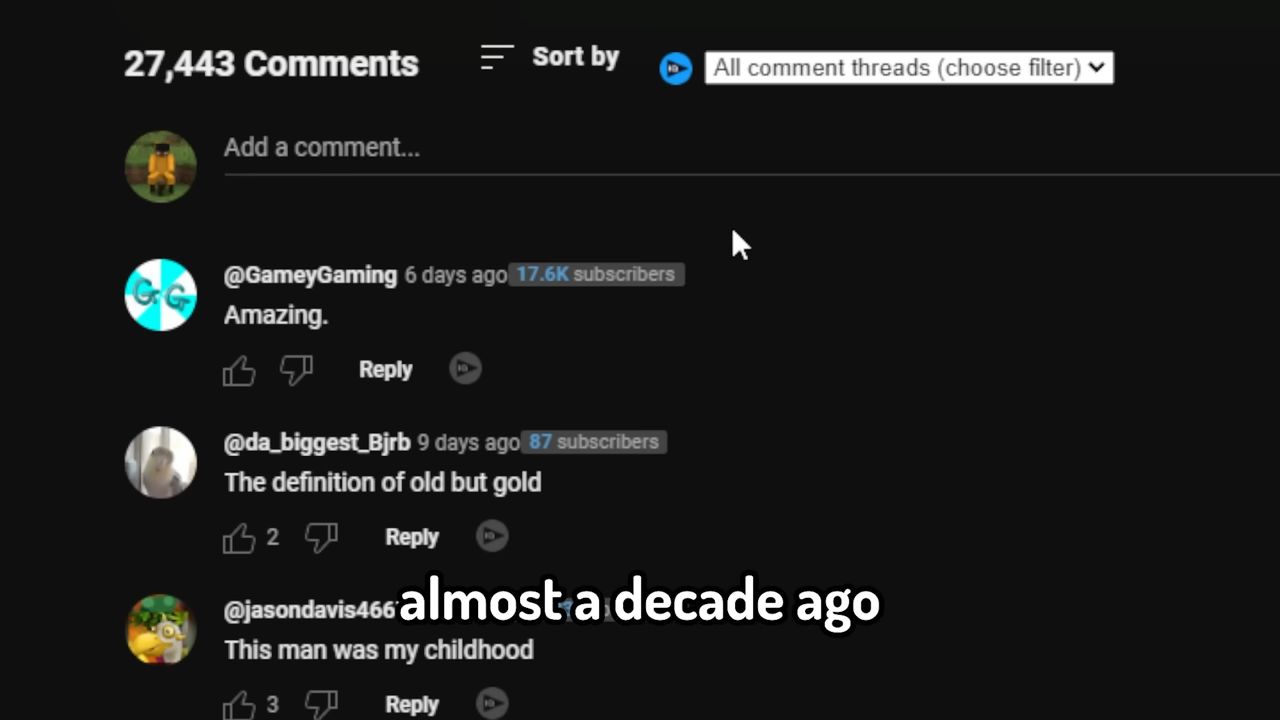 27,443 Comments
Sort by
All comment threads (choose filter)
Add a comment...
@GameyGaming 6 days ago 17.6K subscribers
Amazing.
Reply
@da_biggest_Bjrb 9 days ago 87 subscribers
The definition of old but gold
2 Reply
almost a decade ago
This man was my childhood
3 Reply